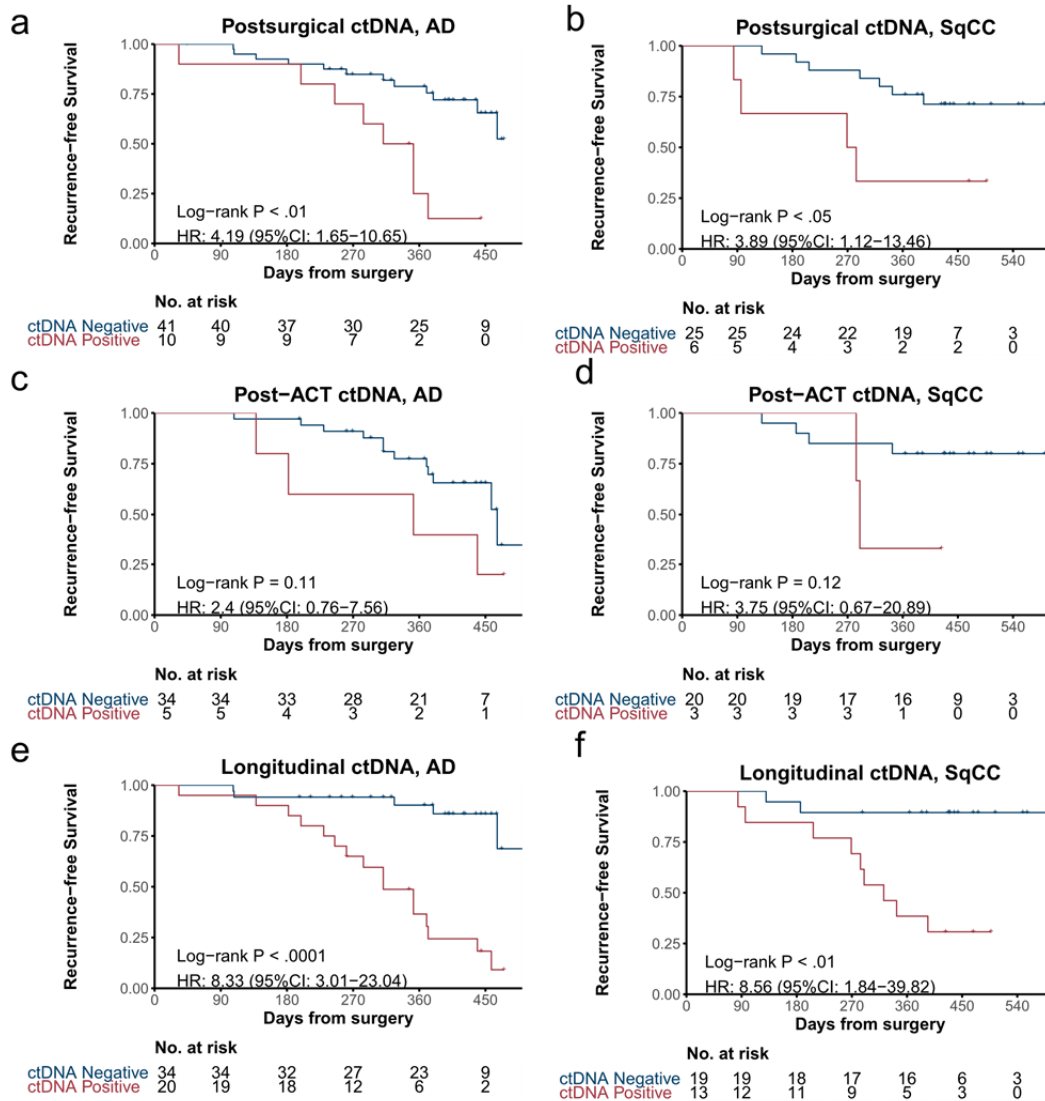 a
Postsurgical ctDNA, AD
Recurrence-free Survival
1.00
0.75
0.50
0.25
0.00
Log-rank P < .01
HR: 4.19 (95%CI: 1.65-10.65)
0 90 180 270 360 450
Days from surgery
No. at risk
ctDNA Negative 41 40 37 30 25 9
ctDNA Positive 10 9 9 7 2 0
b
Postsurgical ctDNA, SqCC
Recurrence-free Survival
1.00
0.75
0.50
0.25
0.00
Log-rank P < .05
HR: 3.89 (95%CI: 1.12-13.46)
0 90 180 270 360 450 540
Days from surgery
No. at risk
ctDNA Negative 25 25 24 22 19 7 3
ctDNA Positive 6 5 4 3 2 2 0
c
Post-ACT ctDNA, AD
Recurrence-free Survival
1.00
0.75
0.50
0.25
0.00
Log-rank P = 0.11
HR: 2.4 (95%CI: 0.76-7.56)
0 90 180 270 360 450
Days from surgery
No. at risk
ctDNA Negative 34 34 33 28 21 7
ctDNA Positive 5 5 4 3 2 1
d
Post-ACT ctDNA, SqCC
Recurrence-free Survival
1.00
0.75
0.50
0.25
0.00
Log-rank P = 0.12
HR: 3.75 (95%CI: 0.67-20.89)
0 90 180 270 360 450 540
Days from surgery
No. at risk
ctDNA Negative 20 20 19 17 16 9 3
ctDNA Positive 3 3 3 3 1 0 0
e
Longitudinal ctDNA, AD
Recurrence-free Survival
1.00
0.75
0.50
0.25
0.00
Log-rank P < .0001
HR: 8.33 (95%CI: 3.01-23.04)
0 90 180 270 360 450
Days from surgery
No. at risk
ctDNA Negative 34 34 32 27 23 9
ctDNA Positive 20 19 18 12 6 2
f
Longitudinal ctDNA, SqCC
Recurrence-free Survival
1.00
0.75
0.50
0.25
0.00
Log-rank P < .01
HR: 8.56 (95%CI: 1.84-39.82)
0 90 180 270 360 450 540
Days from surgery
No. at risk
ctDNA Negative 19 19 18 17 16 6 3
ctDNA Positive 13 12 11 9 5 3 0